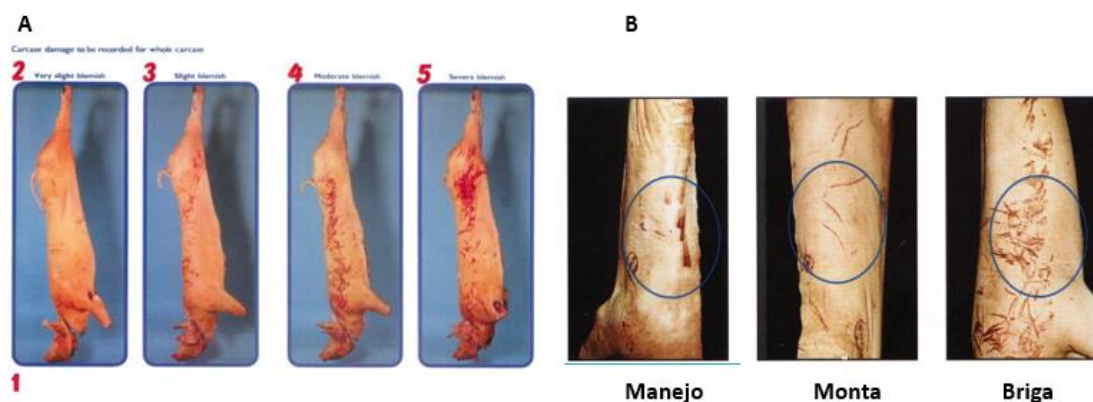 A
B
Carcase damage to be recorded for whole carcase
2 Very slight blemish
3 Slight blemish
4 Moderate blemish
5 Severe blemish
1
Manejo
Monta
Briga